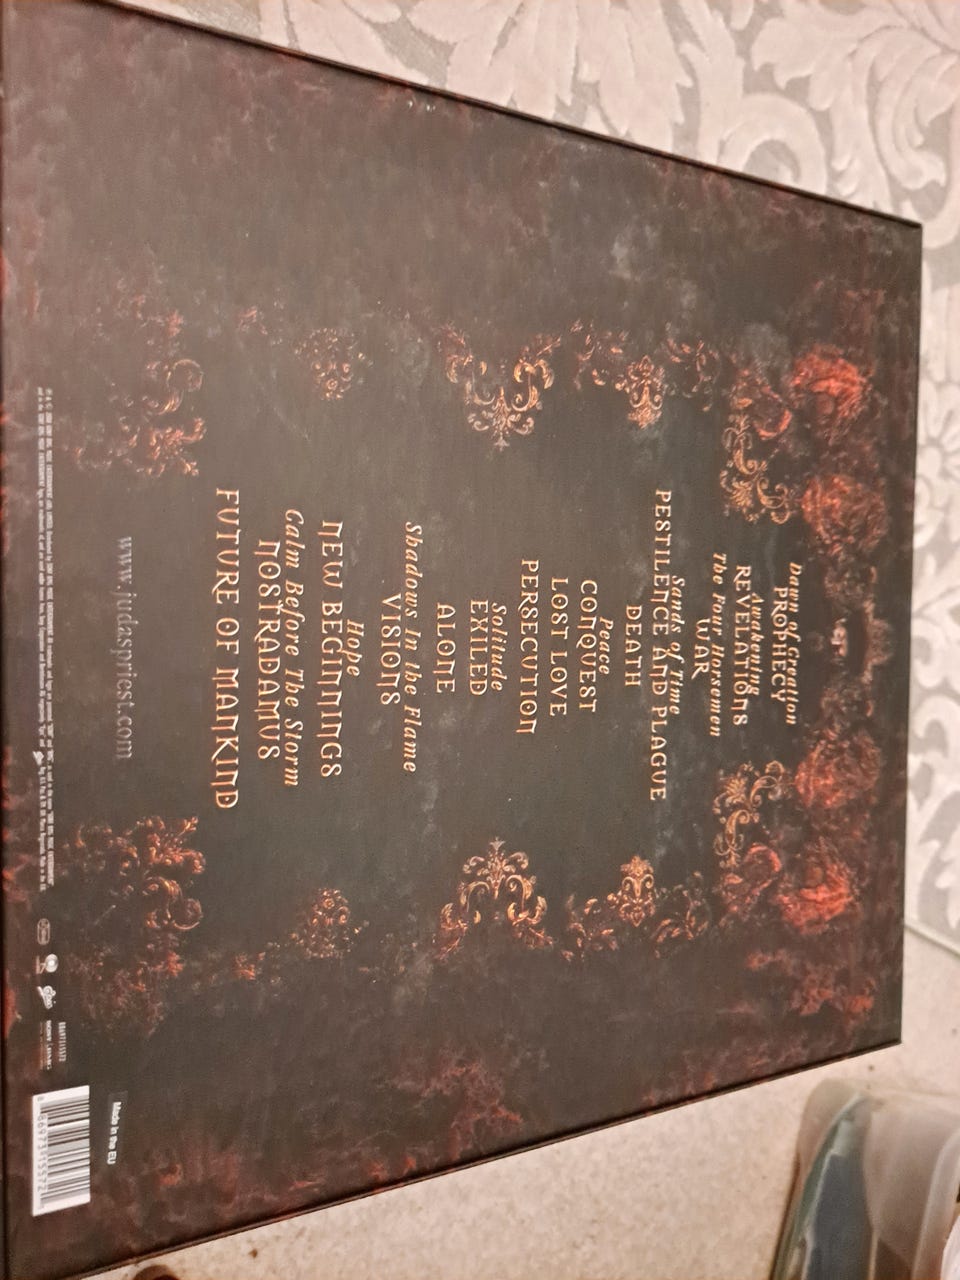 Dawn of Creation
PROPHECY
Awakening
REVELATIONS
The Four Horsemen
WAR
Sands of Time
PESTILENCE AND PLAGUE
DEATH
Peace
CONQUEST
LOST LOVE
PERSECUTION
Solitude
EXILED
ALONE
Shadows In the Flame
VISIONS
Hope
NEW BEGINNINGS
Calm Before The Storm
NOSTRADAMUS
FUTURE OF MANKIND
www.judaspriest.com
Made in the EU